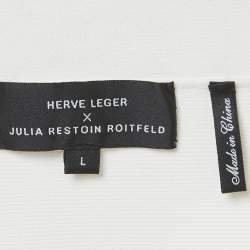 HERVE LEGER
×
JULIA RESTOIN ROITFELD
L
Made in China